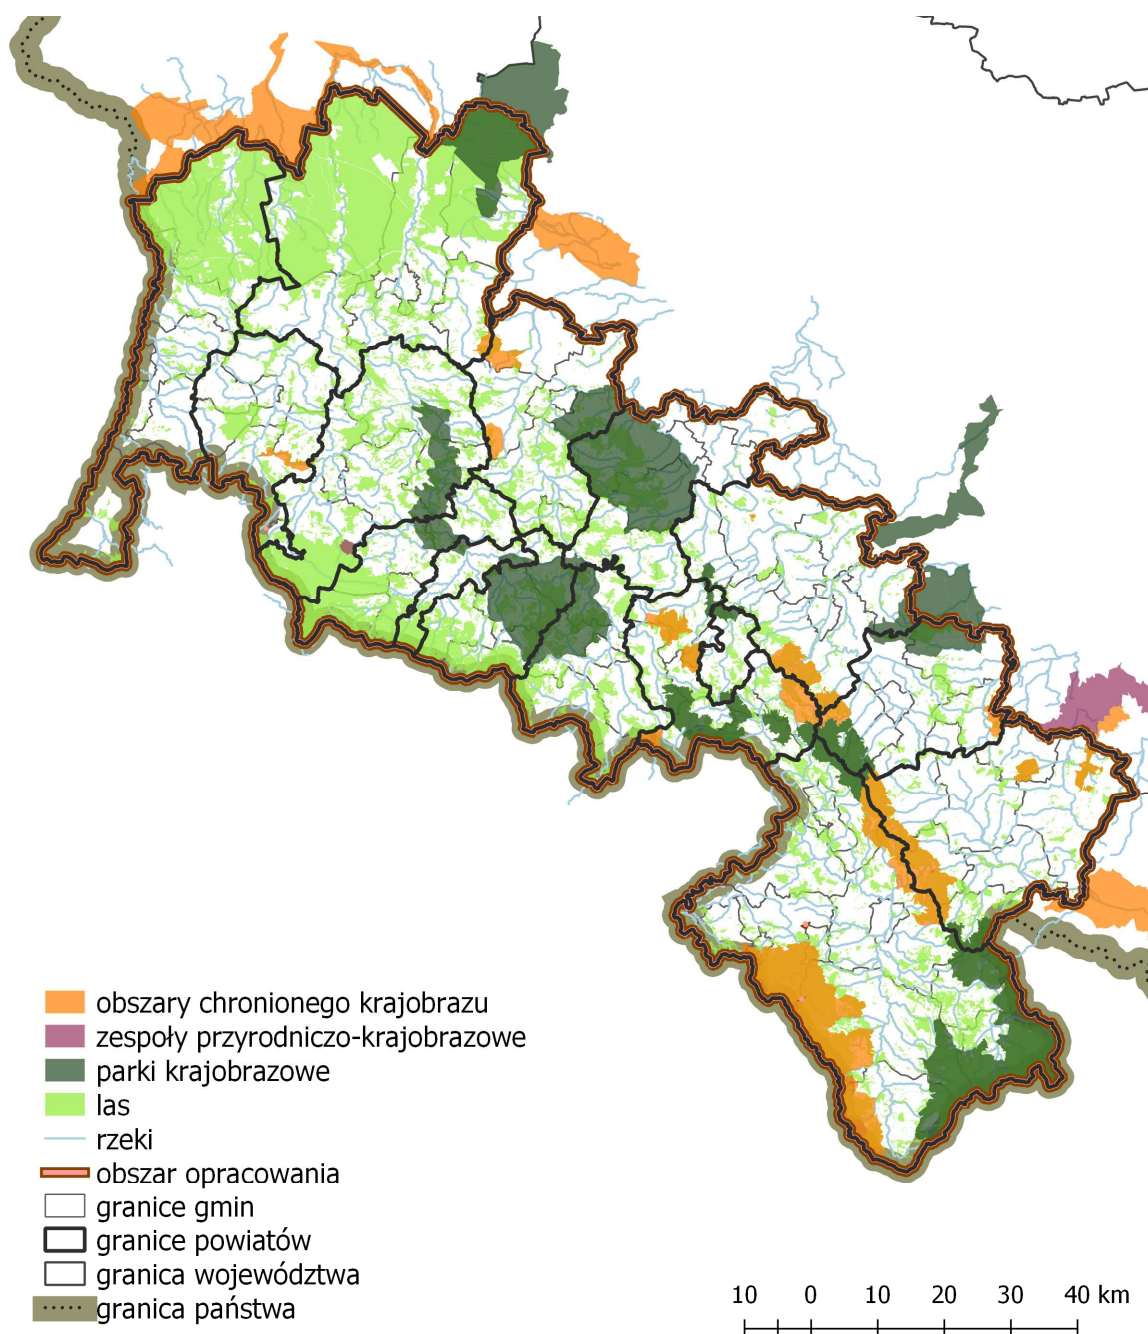 obszary chronionego krajobrazu
zespoły przyrodniczo-krajobrazowe
parki krajobrazowe
las
rzeki
obszar opracowania
granice gmin
granice powiatów
granica województwa
granica państwa
10 0 10 20 30 40 km